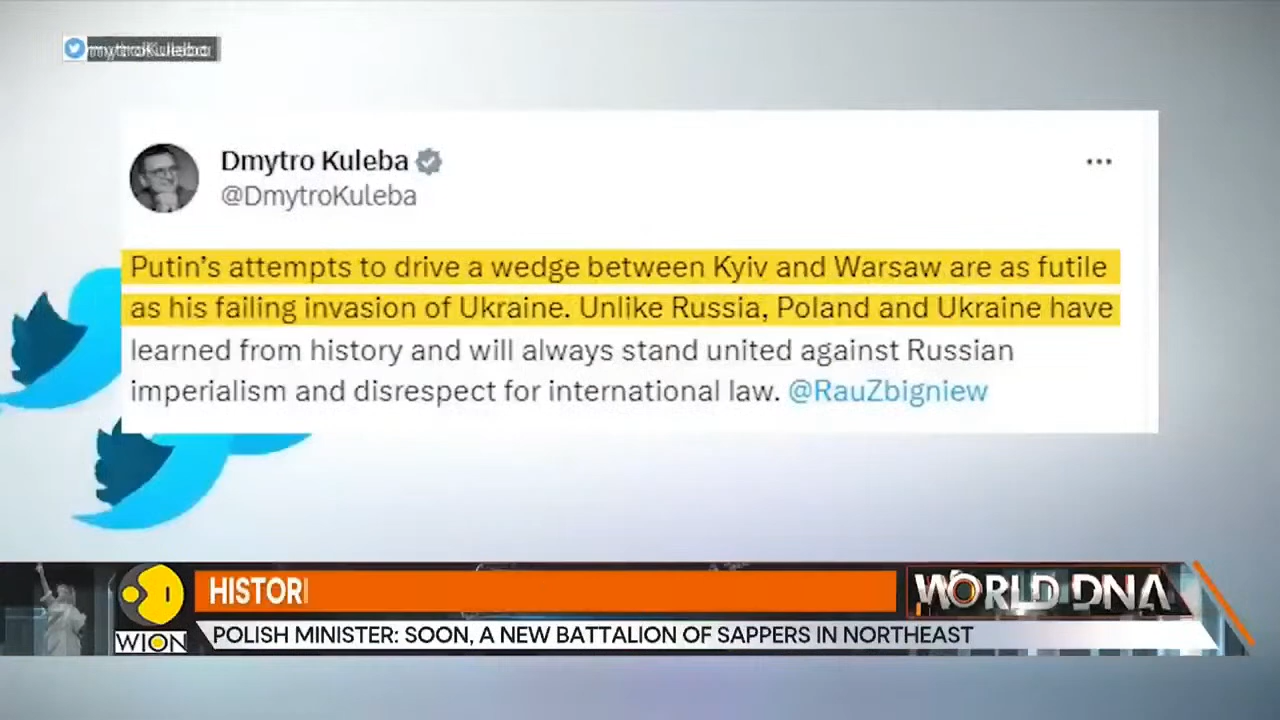 Dmytro Kuleba
@DmytroKuleba
Putin's attempts to drive a wedge between Kyiv and Warsaw are as futile
as his failing invasion of Ukraine. Unlike Russia, Poland and Ukraine have
learned from history and will always stand united against Russian
imperialism and disrespect for international law. @RauZbigniew
HISTORI
WORLD DNA
WION
POLISH MINISTER: SOON, A NEW BATTALION OF SAPPERS IN NORTHEAST